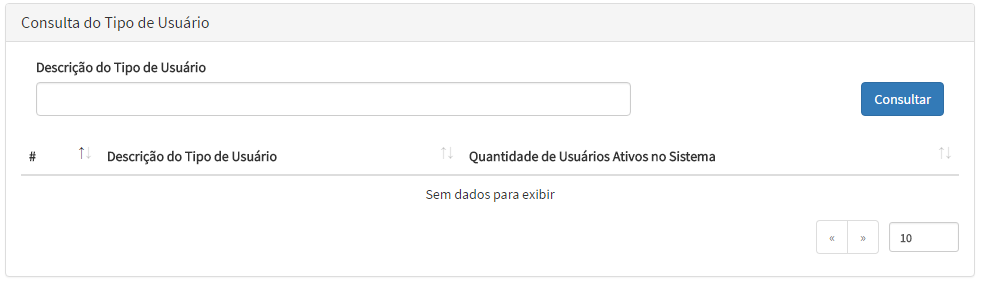 Consulta do Tipo de Usuário
Descrição do Tipo de Usuário
Consultar
# Descrição do Tipo de Usuário Quantidade de Usuários Ativos no Sistema
Sem dados para exibir
« » 10